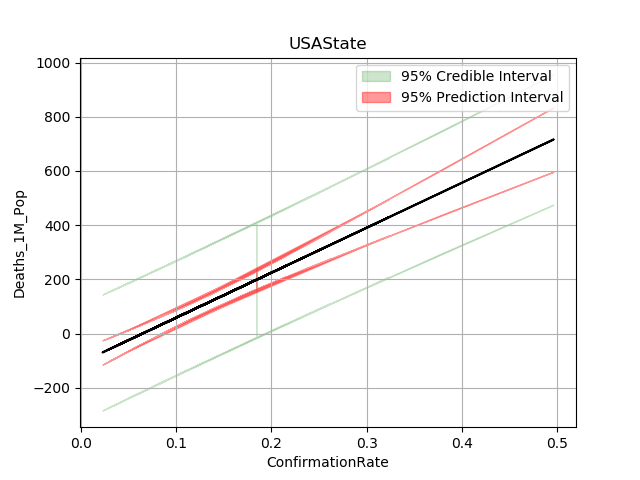 USAState
1000
800
600
400
200
0
−200
Deaths_1M_Pop
95% Credible Interval
95% Prediction Interval
0.0 0.1 0.2 0.3 0.4 0.5
ConfirmationRate